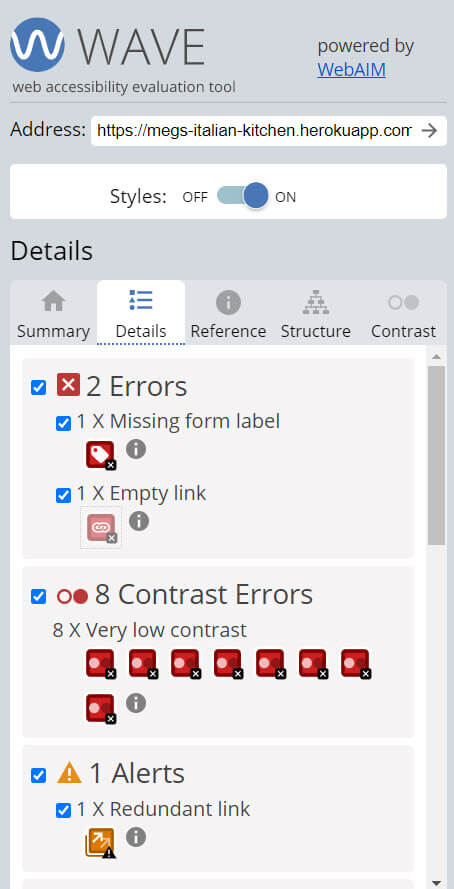 WAVE
powered by
WebAIM
web accessibility evaluation tool
Address: https://megs-italian-kitchen.herokuapp.com
Styles: OFF ON
Details
Summary Details Reference Structure Contrast
2 Errors
1 X Missing form label
1 X Empty link
8 Contrast Errors
8 X Very low contrast
1 Alerts
1 X Redundant link